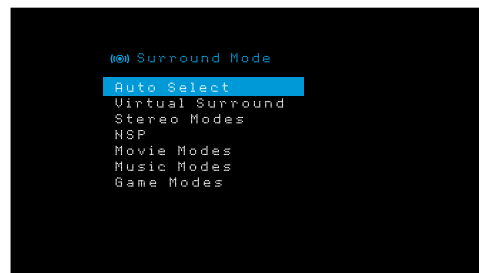 Surround Mode
Auto Select
Virtual Surround
Stereo Modes
NSP
Movie Modes
Music Modes
Game Modes